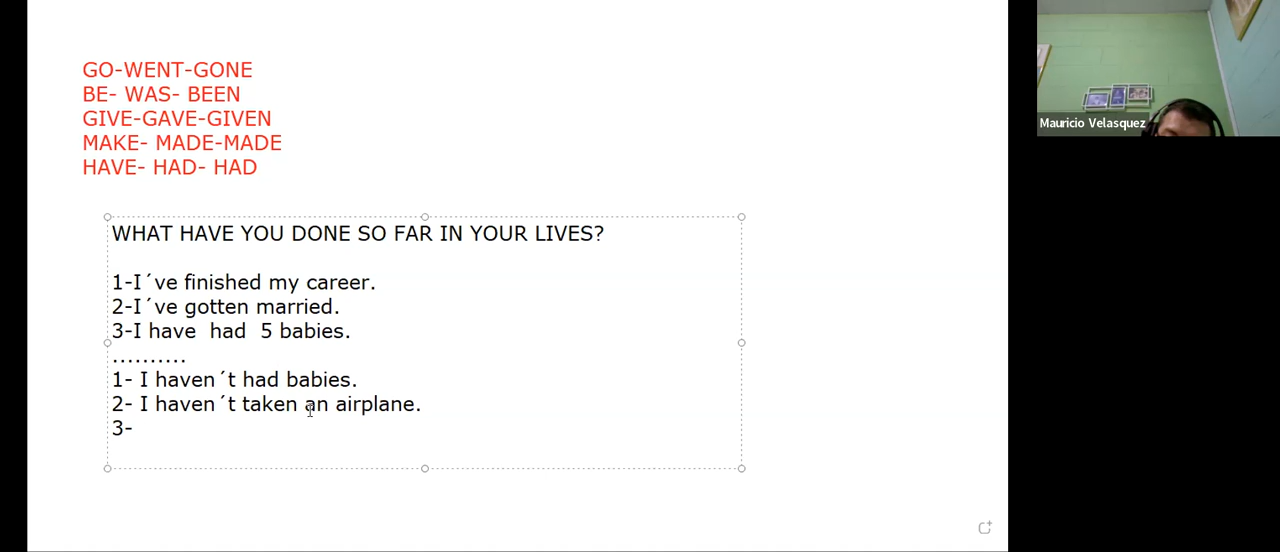 GO-WENT-GONE
BE- WAS- BEEN
GIVE-GAVE-GIVEN
MAKE- MADE-MADE
HAVE- HAD- HAD
WHAT HAVE YOU DONE SO FAR IN YOUR LIVES?
1-I´ve finished my career.
2-I´ve gotten married.
3-I have  had  5 babies.
..........
1- I haven´t had babies.
2- I haven´t taken an airplane.
3-
Mauricio Velasquez